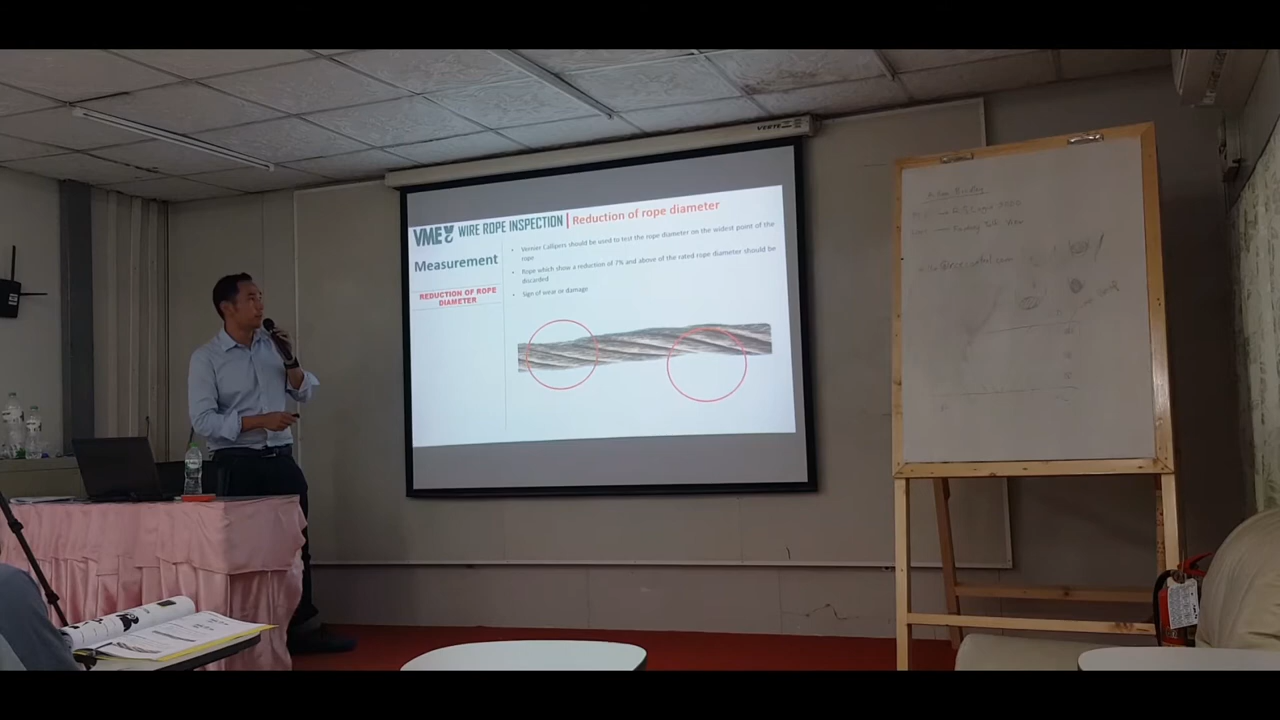 VERTEX
VME WIRE ROPE INSPECTION | Reduction of rope diameter
Measurement
REDUCTION OF ROPE
DIAMETER
• Vernier Callipers should be used to test the rope diameter on the widest point of the
rope
• Rope which show a reduction of 7% and above of the rated rope diameter should be
discarded
• Sign of wear or damage